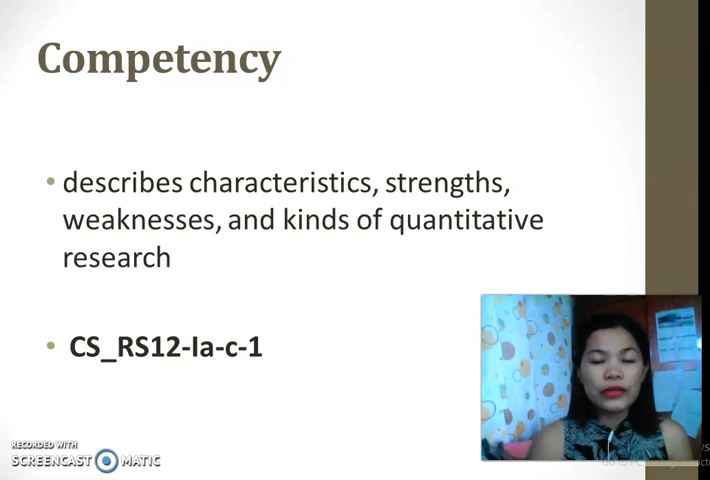 Competency
• describes characteristics, strengths,
weaknesses, and kinds of quantitative
research
• CS_RS12-Ia-c-1
RECORDED WITH
SCREENCAST MATIC